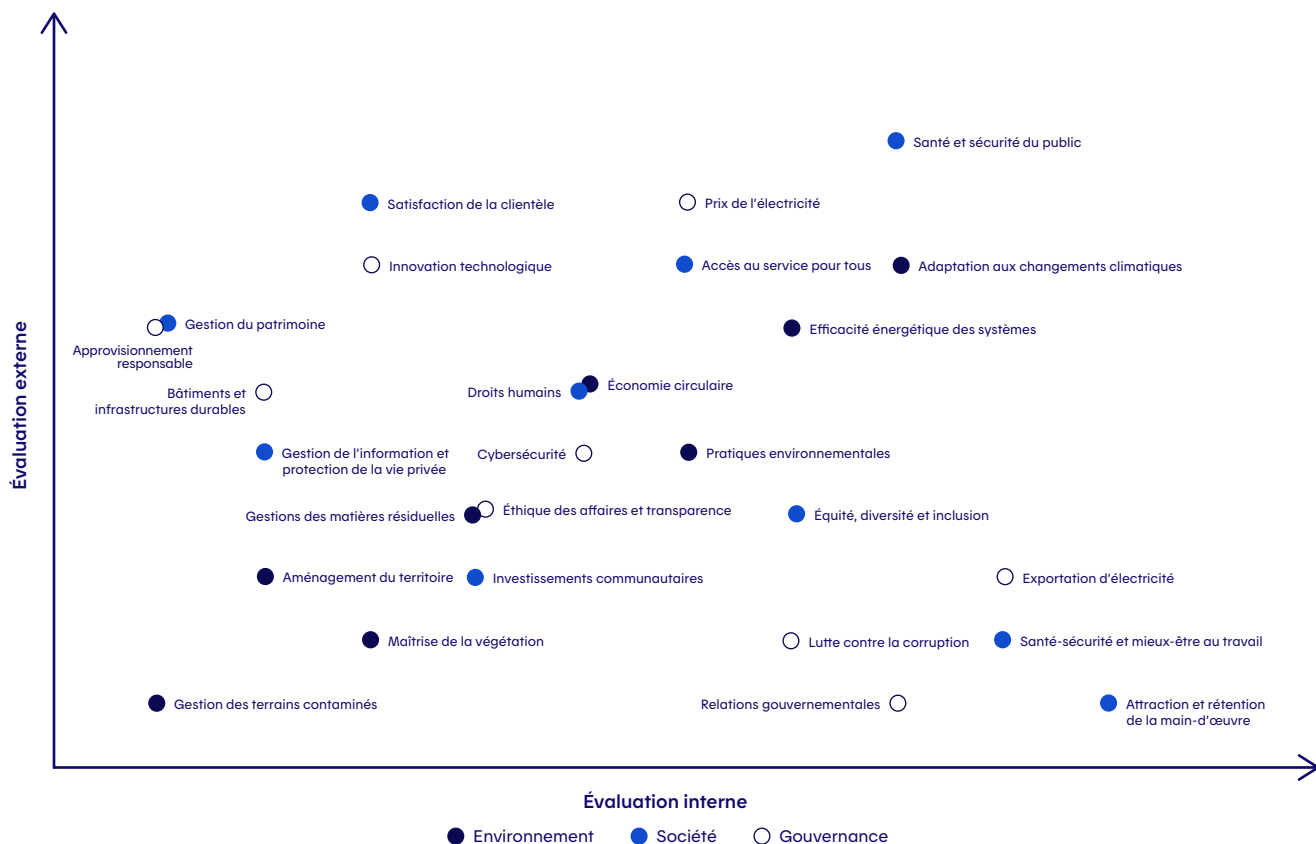 Santé et sécurité du public
Satisfaction de la clientèle
Prix de l'électricité
Innovation technologique
Accès au service pour tous
Adaptation aux changements climatiques
Gestion du patrimoine
Approvisionnement
responsable
Efficacité énergétique des systèmes
Bâtiments et
infrastructures durables
Droits humains
Économie circulaire
Gestion de l'information et
protection de la vie privée
Cybersécurité
Pratiques environnementales
Gestions des matières résiduelles
Éthique des affaires et transparence
Équité, diversité et inclusion
Aménagement du territoire
Investissements communautaires
Exportation d'électricité
Maîtrise de la végétation
Lutte contre la corruption
Santé-sécurité et mieux-être au travail
Gestion des terrains contaminés
Relations gouvernementales
Attraction et rétention
de la main-d'œuvre
Évaluation externe
Évaluation interne
Environnement
Société
Gouvernance